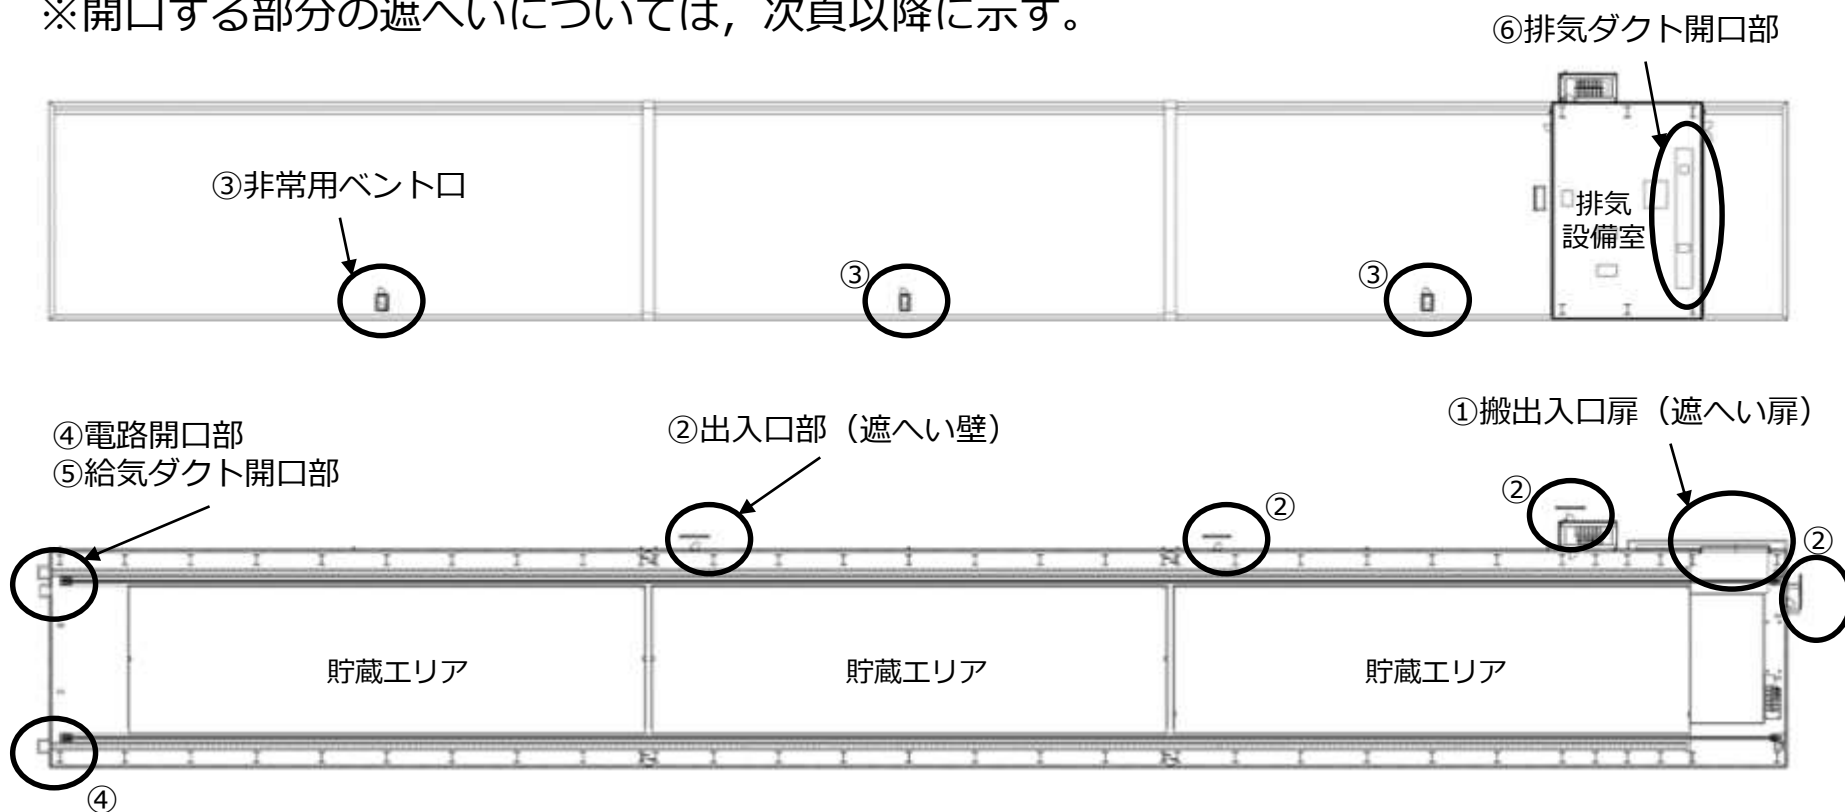 ※開口する部分の遮へいについては，次頁以降に示す。
⑥排気ダクト開口部
③非常用ベント口
排気
設備室
③
③
④電路開口部
⑤給気ダクト開口部
②出入口部（遮へい壁）
①搬出入口扉（遮へい扉）
②
②
②
貯蔵エリア
貯蔵エリア
貯蔵エリア
④